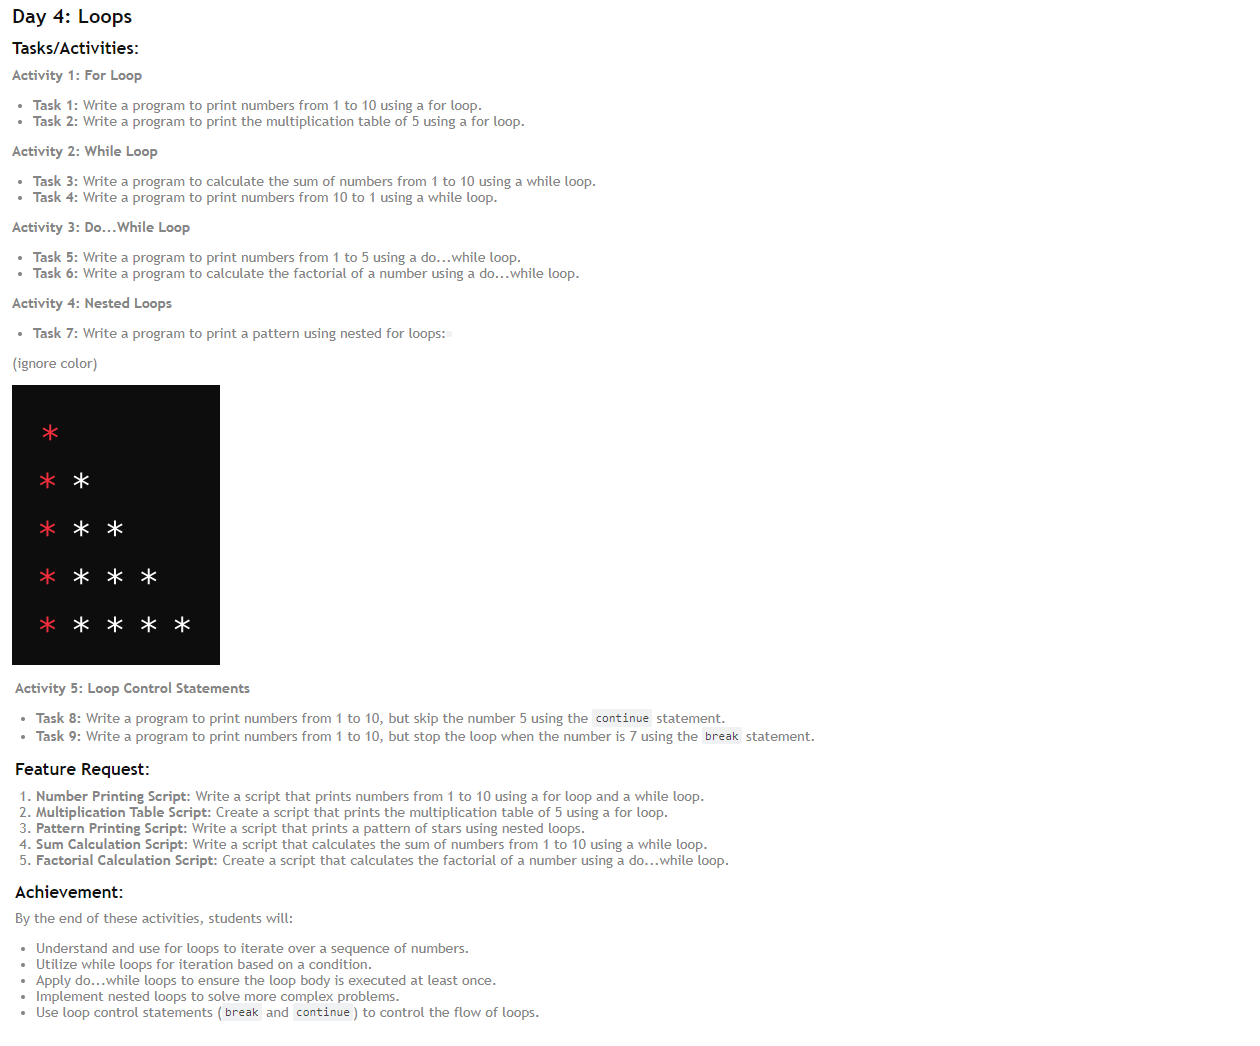 Day 4: Loops
Tasks/Activities:
Activity 1: For Loop
• Task 1: Write a program to print numbers from 1 to 10 using a for loop.
• Task 2: Write a program to print the multiplication table of 5 using a for loop.
Activity 2: While Loop
• Task 3: Write a program to calculate the sum of numbers from 1 to 10 using a while loop.
• Task 4: Write a program to print numbers from 10 to 1 using a while loop.
Activity 3: Do...While Loop
• Task 5: Write a program to print numbers from 1 to 5 using a do...while loop.
• Task 6: Write a program to calculate the factorial of a number using a do...while loop.
Activity 4: Nested Loops
• Task 7: Write a program to print a pattern using nested for loops:
(ignore color)
*
* *
* * *
* * * *
* * * * *
Activity 5: Loop Control Statements
• Task 8: Write a program to print numbers from 1 to 10, but skip the number 5 using the continue statement.
• Task 9: Write a program to print numbers from 1 to 10, but stop the loop when the number is 7 using the break statement.
Feature Request:
1. Number Printing Script: Write a script that prints numbers from 1 to 10 using a for loop and a while loop.
2. Multiplication Table Script: Create a script that prints the multiplication table of 5 using a for loop.
3. Pattern Printing Script: Write a script that prints a pattern of stars using nested loops.
4. Sum Calculation Script: Write a script that calculates the sum of numbers from 1 to 10 using a while loop.
5. Factorial Calculation Script: Create a script that calculates the factorial of a number using a do...while loop.
Achievement:
By the end of these activities, students will:
• Understand and use for loops to iterate over a sequence of numbers.
• Utilize while loops for iteration based on a condition.
• Apply do...while loops to ensure the loop body is executed at least once.
• Implement nested loops to solve more complex problems.
• Use loop control statements (break and continue) to control the flow of loops.